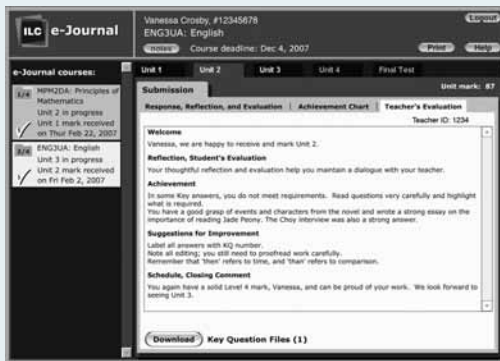 ILC e-Journal
Vanessa Crosby, #12345678
ENG3UA: English
notes Course deadline: Dec 4, 2007
Logout
Print Help
e-Journal courses:
1/4 MPM2DA: Principles of
Mathematics
Unit 2 in progress
Unit 1 mark received
on Thur Feb 22, 2007
2/4 ENG3UA: English
Unit 3 in progress
Unit 2 mark received
on Fri Feb 2, 2007
Unit 1 Unit 2 Unit 3 Unit 4 Final Test
Submission Unit mark: 87
Response, Reflection, and Evaluation | Achievement Chart | Teacher's Evaluation
Teacher ID: 1234
Welcome
Vanessa, we are happy to receive and mark Unit 2.
Reflection, Student's Evaluation
Your thoughtful reflection and evaluation help you maintain a dialogue with your teacher.
Achievement
In some Key answers, you do not meet requirements. Read questions very carefully and highlight
what is required.
You have a good grasp of events and characters from the novel and wrote a strong essay on the
importance of reading Jade Peony. The Choy interview was also a strong answer.
Suggestions for Improvement
Label all answers with KQ number.
Note all editing; you still need to proofread work carefully.
Remember that 'then' refers to time, and 'than' refers to comparison.
Schedule, Closing Comment
You again have a solid Level 4 mark, Vanessa, and can be proud of your work. We look forward to
seeing Unit 3.
Download Key Question Files (1)